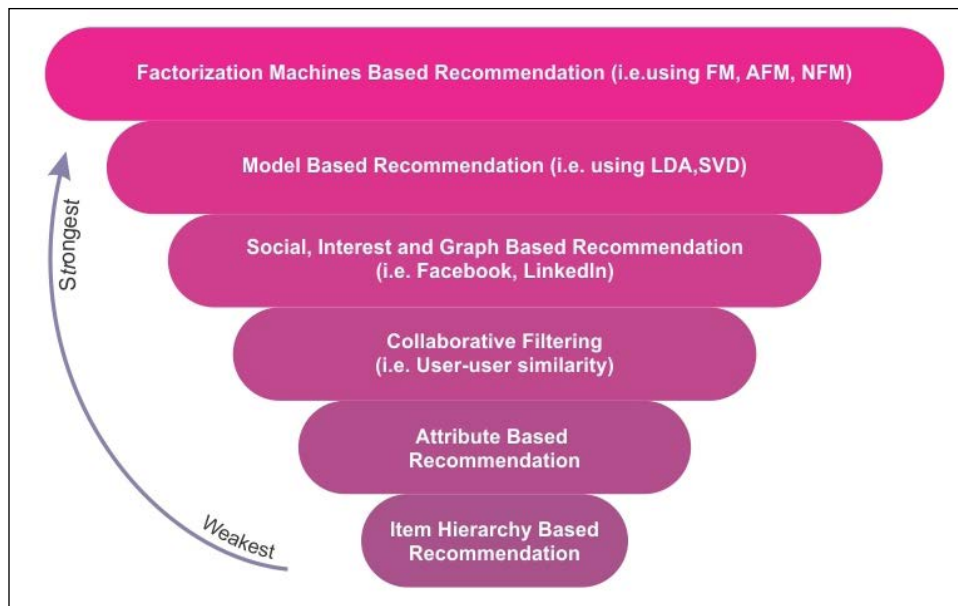 Factorization Machines Based Recommendation (i.e.using FM, AFM, NFM)
Model Based Recommendation (i.e. using LDA,SVD)
Social, Interest and Graph Based Recommendation
(i.e. Facebook, LinkedIn)
Collaborative Filtering
(i.e. User-user similarity)
Attribute Based
Recommendation
Item Hierarchy Based
Recommendation
Strongest
Weakest